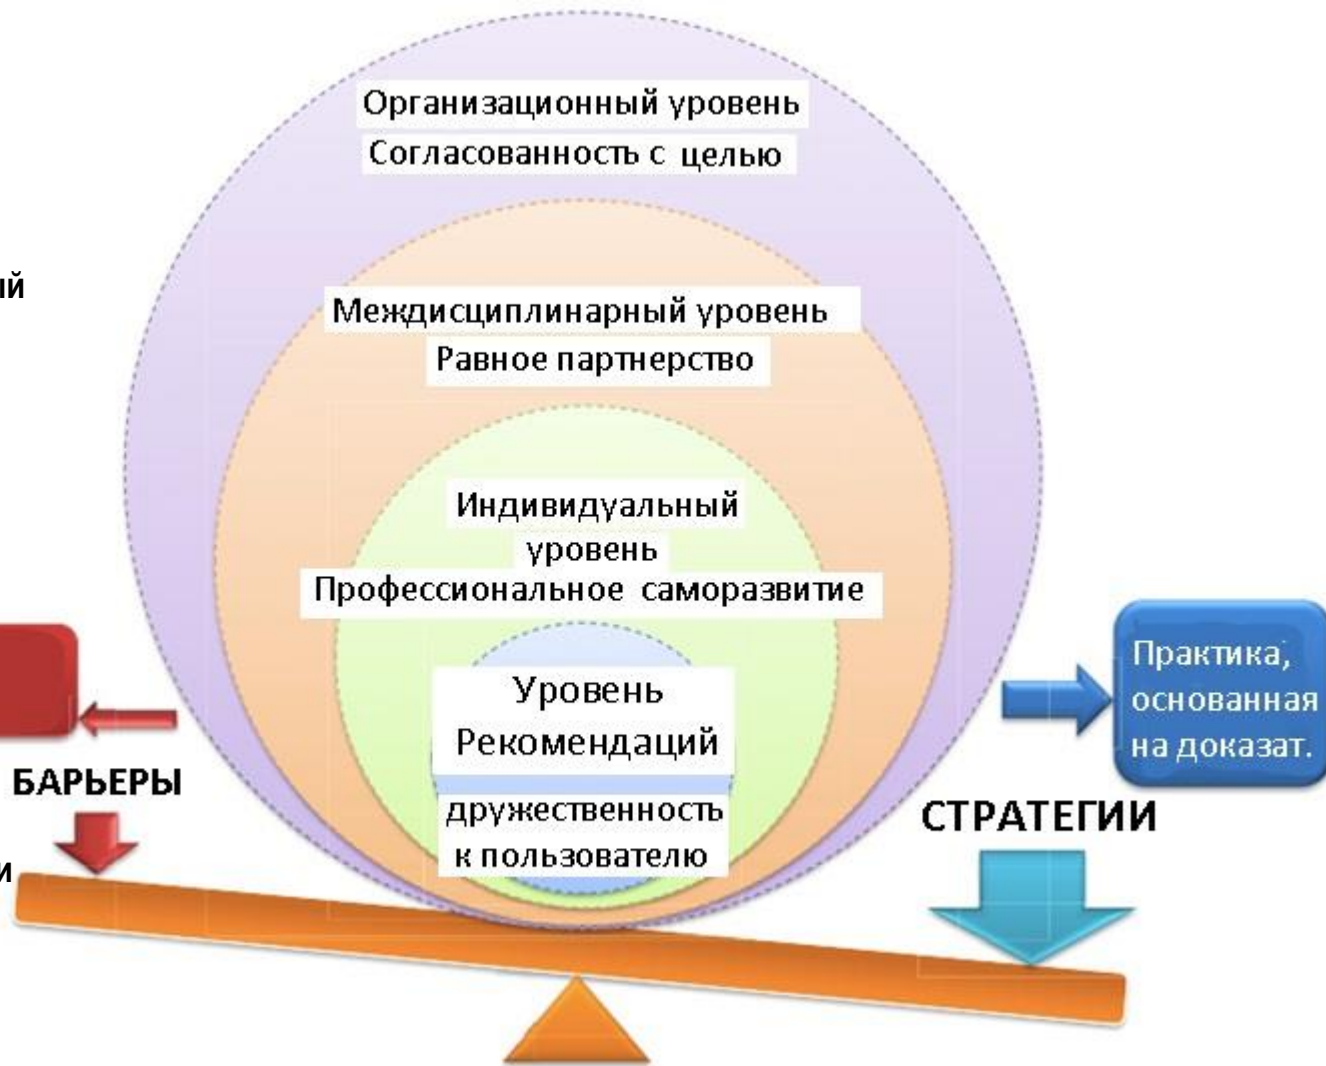 Организационный уровень
Согласованность с целью
Междисциплинарный уровень
Равное партнерство
Индивидуальный
уровень
Профессиональное саморазвитие
Уровень
Рекомендаций
дружественность
к пользователю
БАРЬЕРЫ
СТРАТЕГИИ
Практика,
основанная
на доказат.